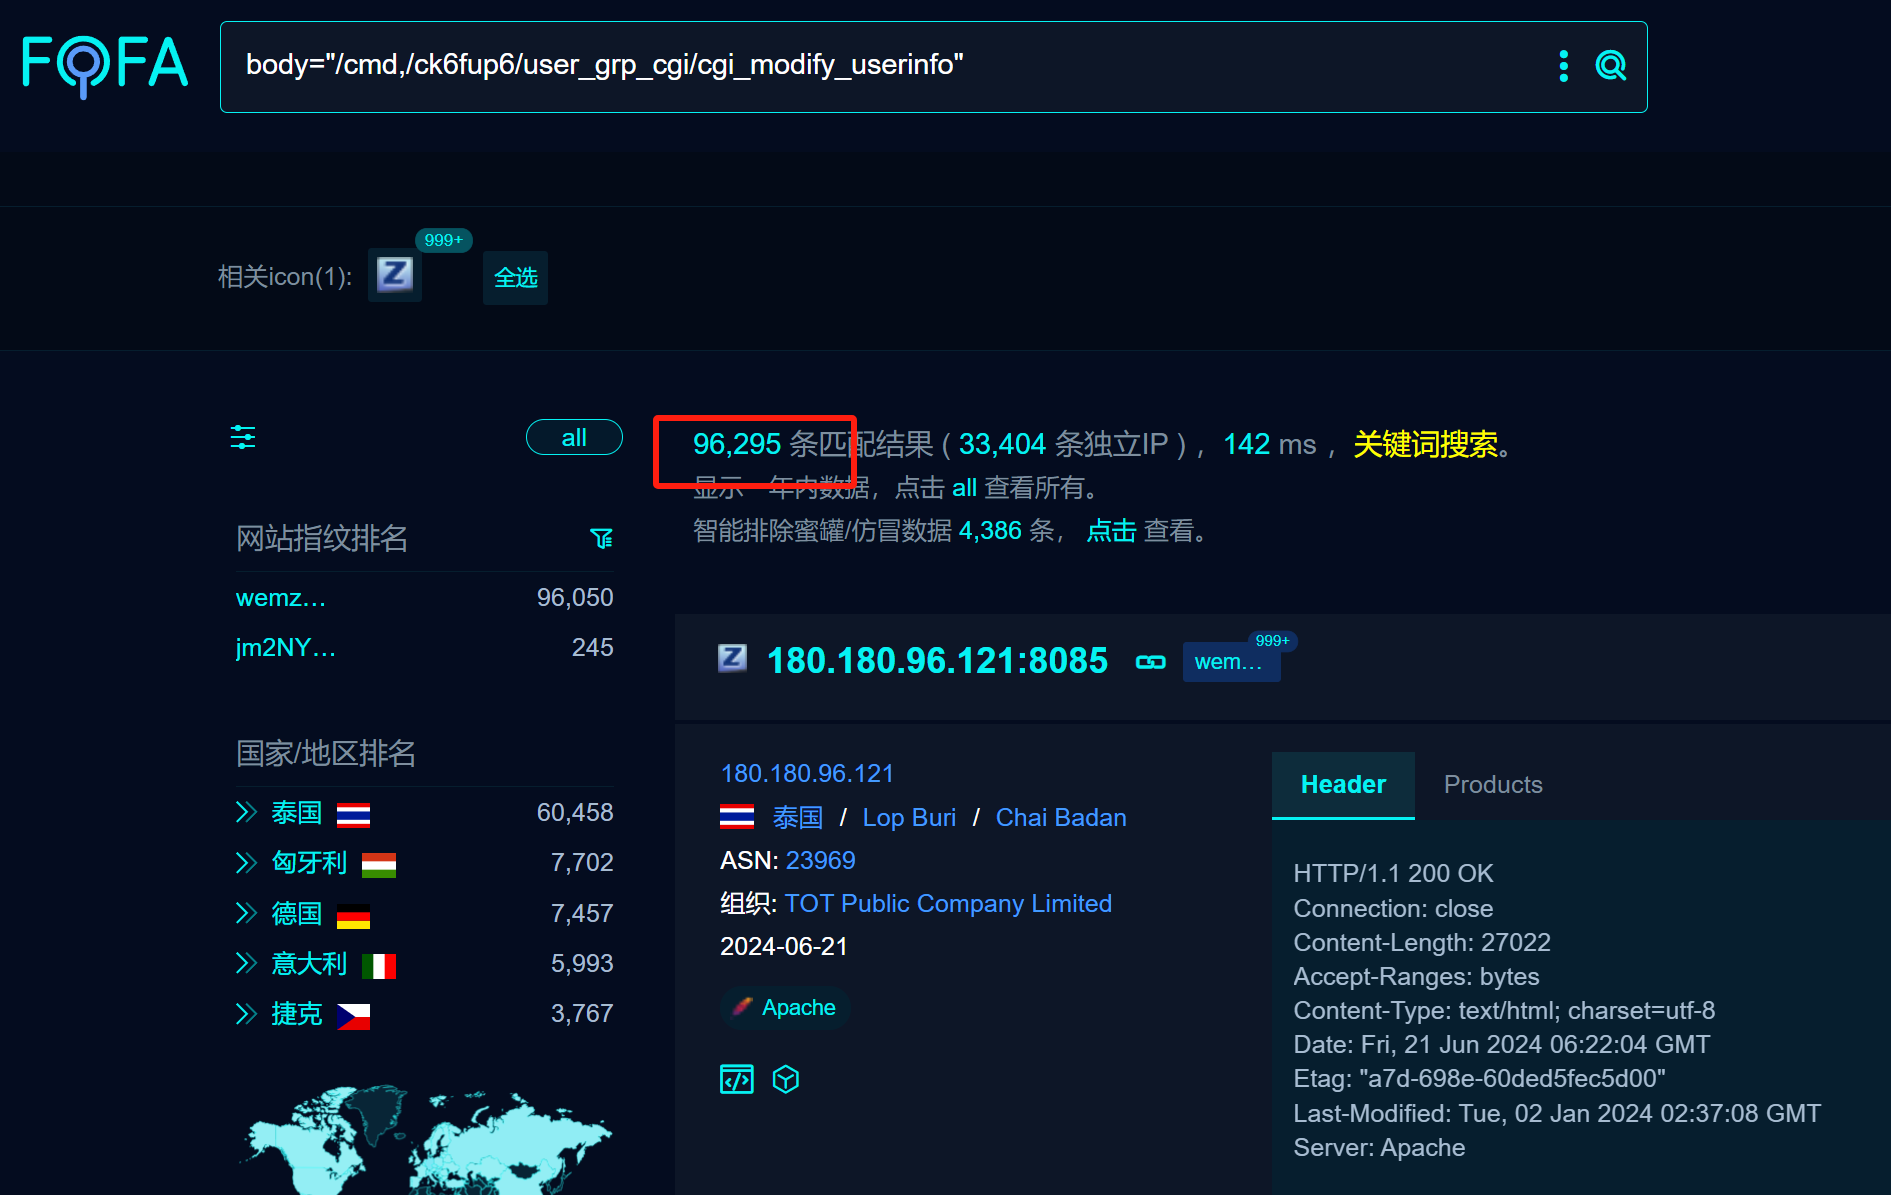 FOFA
body="/cmd,/ck6fup6/user_grp_cgi/cgi_modify_userinfo"
相关icon(1):
Z
999+
全选
all
96,295 条匹配结果 ( 33,404 条独立IP ) ，142 ms ，关键词搜索。
显示一年内数据，点击 all 查看所有。
智能排除蜜罐/仿冒数据 4,386 条， 点击 查看。
网站指纹排名
wemz... 96,050
jm2NY... 245
国家/地区排名
泰国 60,458
匈牙利 7,702
德国 7,457
意大利 5,993
捷克 3,767
Z 180.180.96.121:8085 wem... 999+
180.180.96.121
泰国 / Lop Buri / Chai Badan
ASN: 23969
组织: TOT Public Company Limited
2024-06-21
Apache
Header Products
HTTP/1.1 200 OK
Connection: close
Content-Length: 27022
Accept-Ranges: bytes
Content-Type: text/html; charset=utf-8
Date: Fri, 21 Jun 2024 06:22:04 GMT
Etag: "a7d-698e-60ded5fec5d00"
Last-Modified: Tue, 02 Jan 2024 02:37:08 GMT
Server: Apache